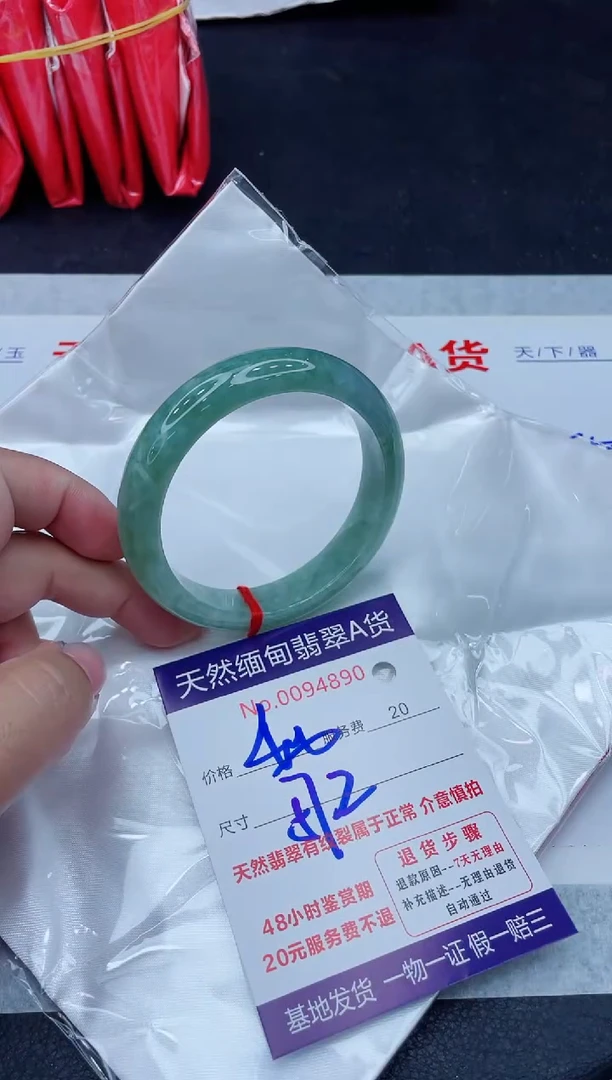 /玉
货
天/下/器
天然缅甸翡翠A货
No.0094890
价格
服务费 20
尺寸
天然翡翠有纹裂属于正常 介意慎拍
48小时鉴赏期
20元服务费不退
退货步骤
退款原因--7天无理由
补充描述--无理由退货
自动通过
基地发货 一物一证 假一赔三